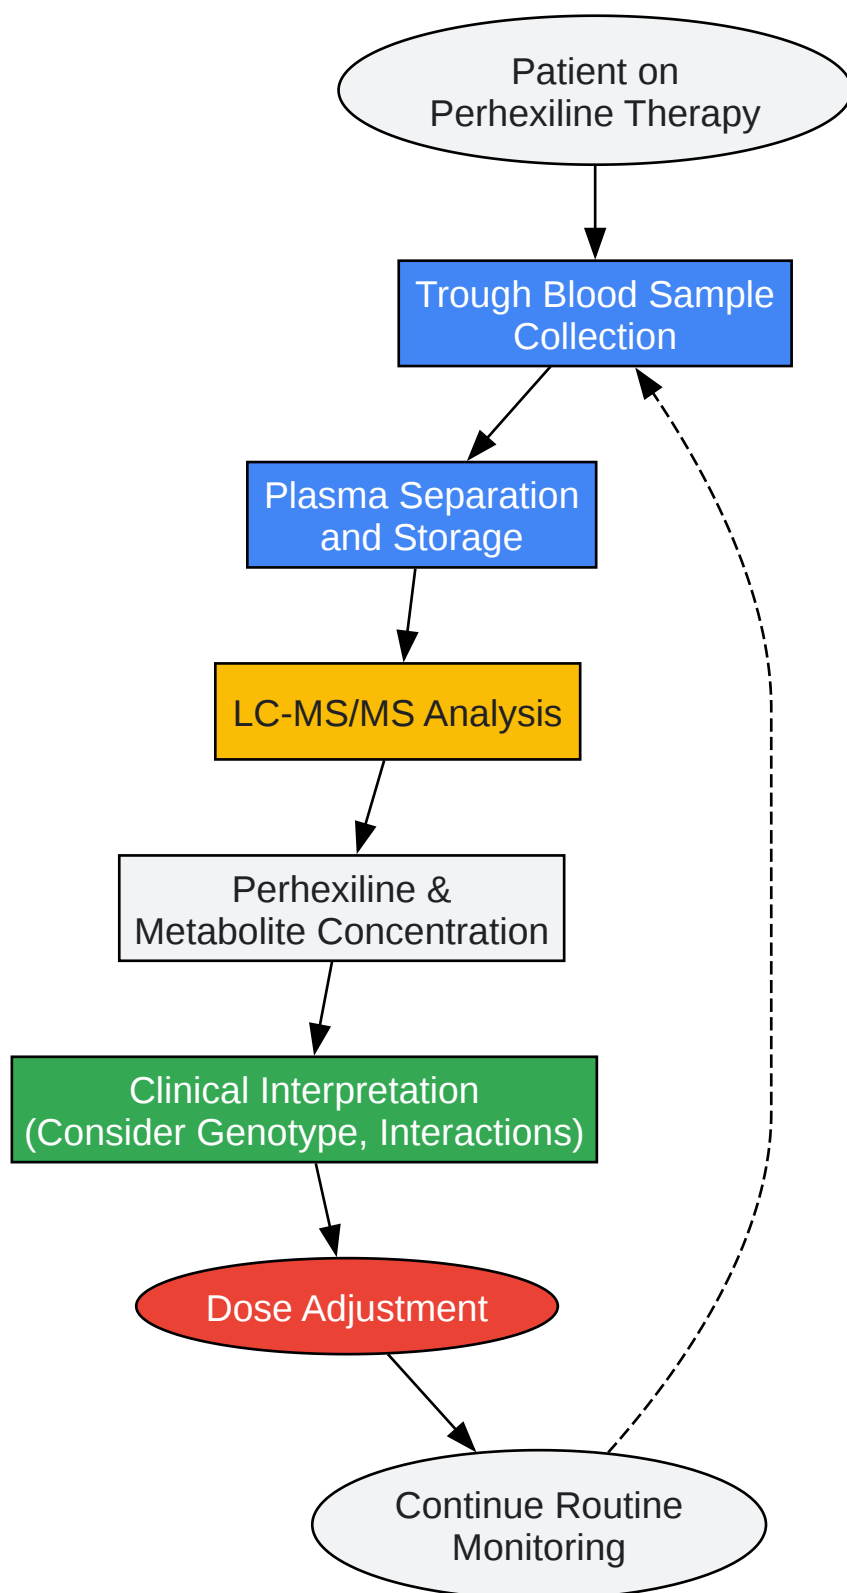 Patient on
Perhexiline Therapy
Trough Blood Sample
Collection
Plasma Separation
and Storage
LC-MS/MS Analysis
Perhexiline &
Metabolite Concentration
Clinical Interpretation
(Consider Genotype, Interactions)
Dose Adjustment
Continue Routine
Monitoring